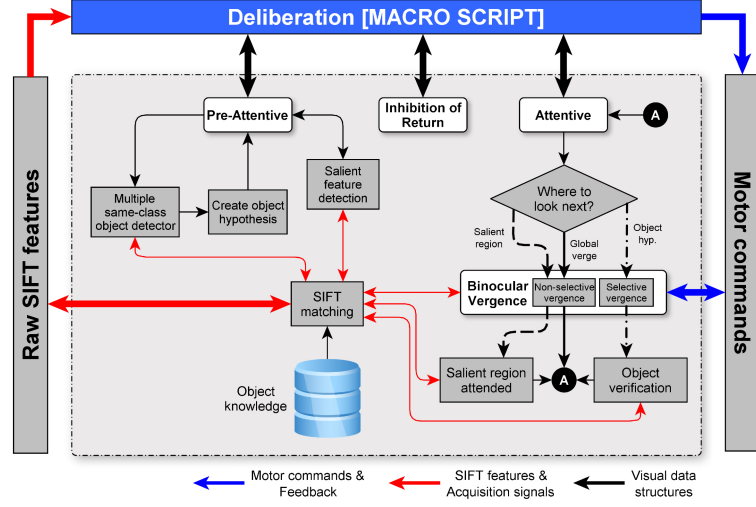 Deliberation [MACRO SCRIPT]
Raw SIFT features
Motor commands
Pre-Attentive
Inhibition of
Return
Attentive
A
Multiple
same-class
object detector
Create object
hypothesis
Salient
feature
detection
Where to
look next?
Salient
region
Global
verge
Object
hyp.
SIFT
matching
Binocular
Vergence
Non-selective
vergence
Selective
vergence
Object
knowledge
Salient region
attended
A
Object
verification
Motor commands &
Feedback
SIFT features &
Acquisition signals
Visual data
structures